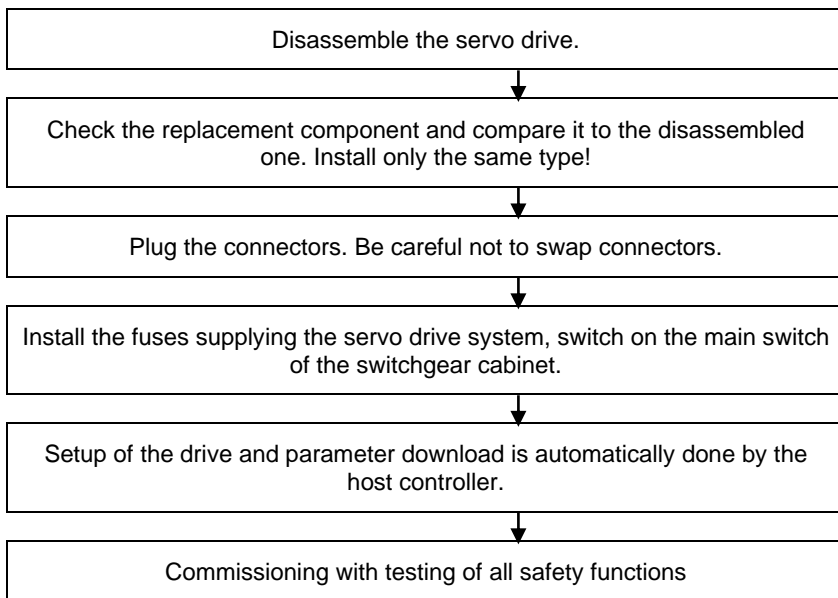 Disassemble the servo drive.
Check the replacement component and compare it to the disassembled
one. Install only the same type!
Plug the connectors. Be careful not to swap connectors.
Install the fuses supplying the servo drive system, switch on the main switch
of the switchgear cabinet.
Setup of the drive and parameter download is automatically done by the
host controller.
Commissioning with testing of all safety functions